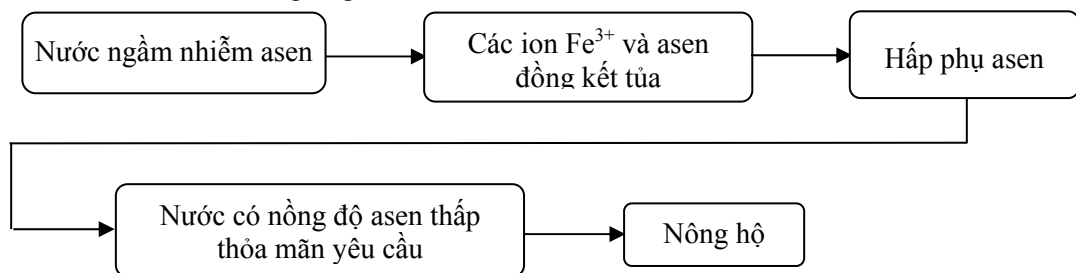 Nước ngầm nhiễm asen
Các ion Fe³⁺ và asen
đồng kết tủa
Hấp phụ asen
Nước có nồng độ asen thấp
thỏa mãn yêu cầu
Nông hộ